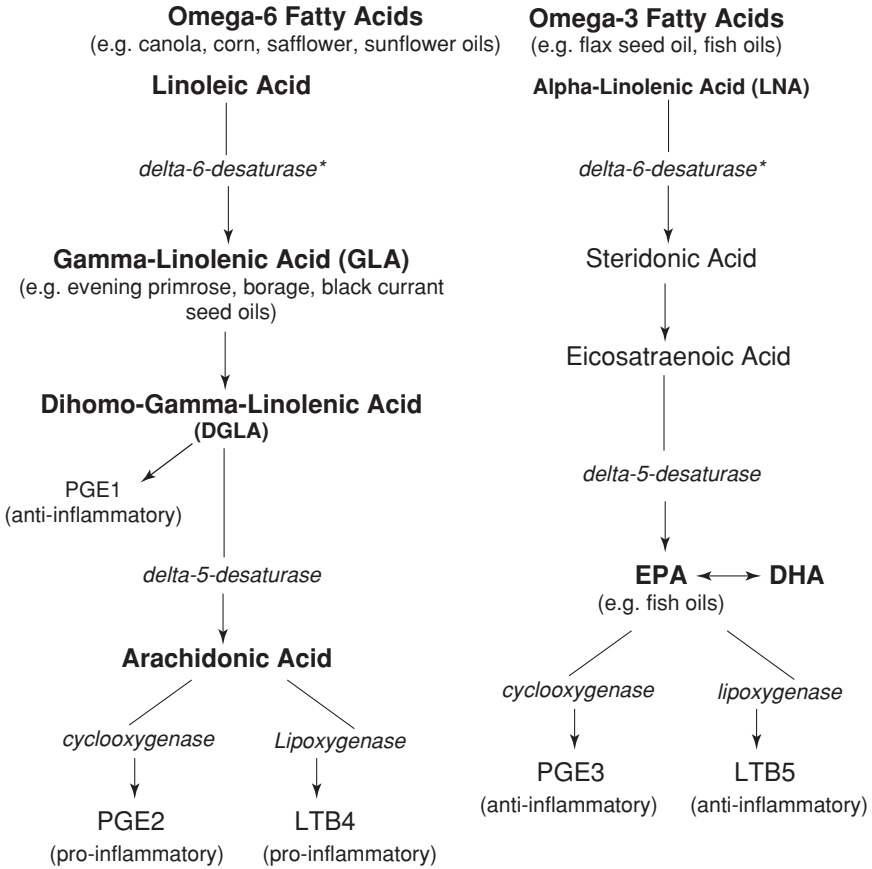 Omega-6 Fatty Acids
(e.g. canola, corn, safflower, sunflower oils)
Linoleic Acid
delta-6-desaturase*
Gamma-Linolenic Acid (GLA)
(e.g. evening primrose, borage, black currant
seed oils)
Dihomo-Gamma-Linolenic Acid
(DGLA)
PGE1
(anti-inflammatory)
delta-5-desaturase
Arachidonic Acid
cyclooxygenase
Lipoxygenase
PGE2
(pro-inflammatory)
LTB4
(pro-inflammatory)
Omega-3 Fatty Acids
(e.g. flax seed oil, fish oils)
Alpha-Linolenic Acid (LNA)
delta-6-desaturase*
Steridonic Acid
Eicosatraenoic Acid
delta-5-desaturase
EPA
DHA
(e.g. fish oils)
cyclooxygenase
lipoxygenase
PGE3
(anti-inflammatory)
LTB5
(anti-inflammatory)